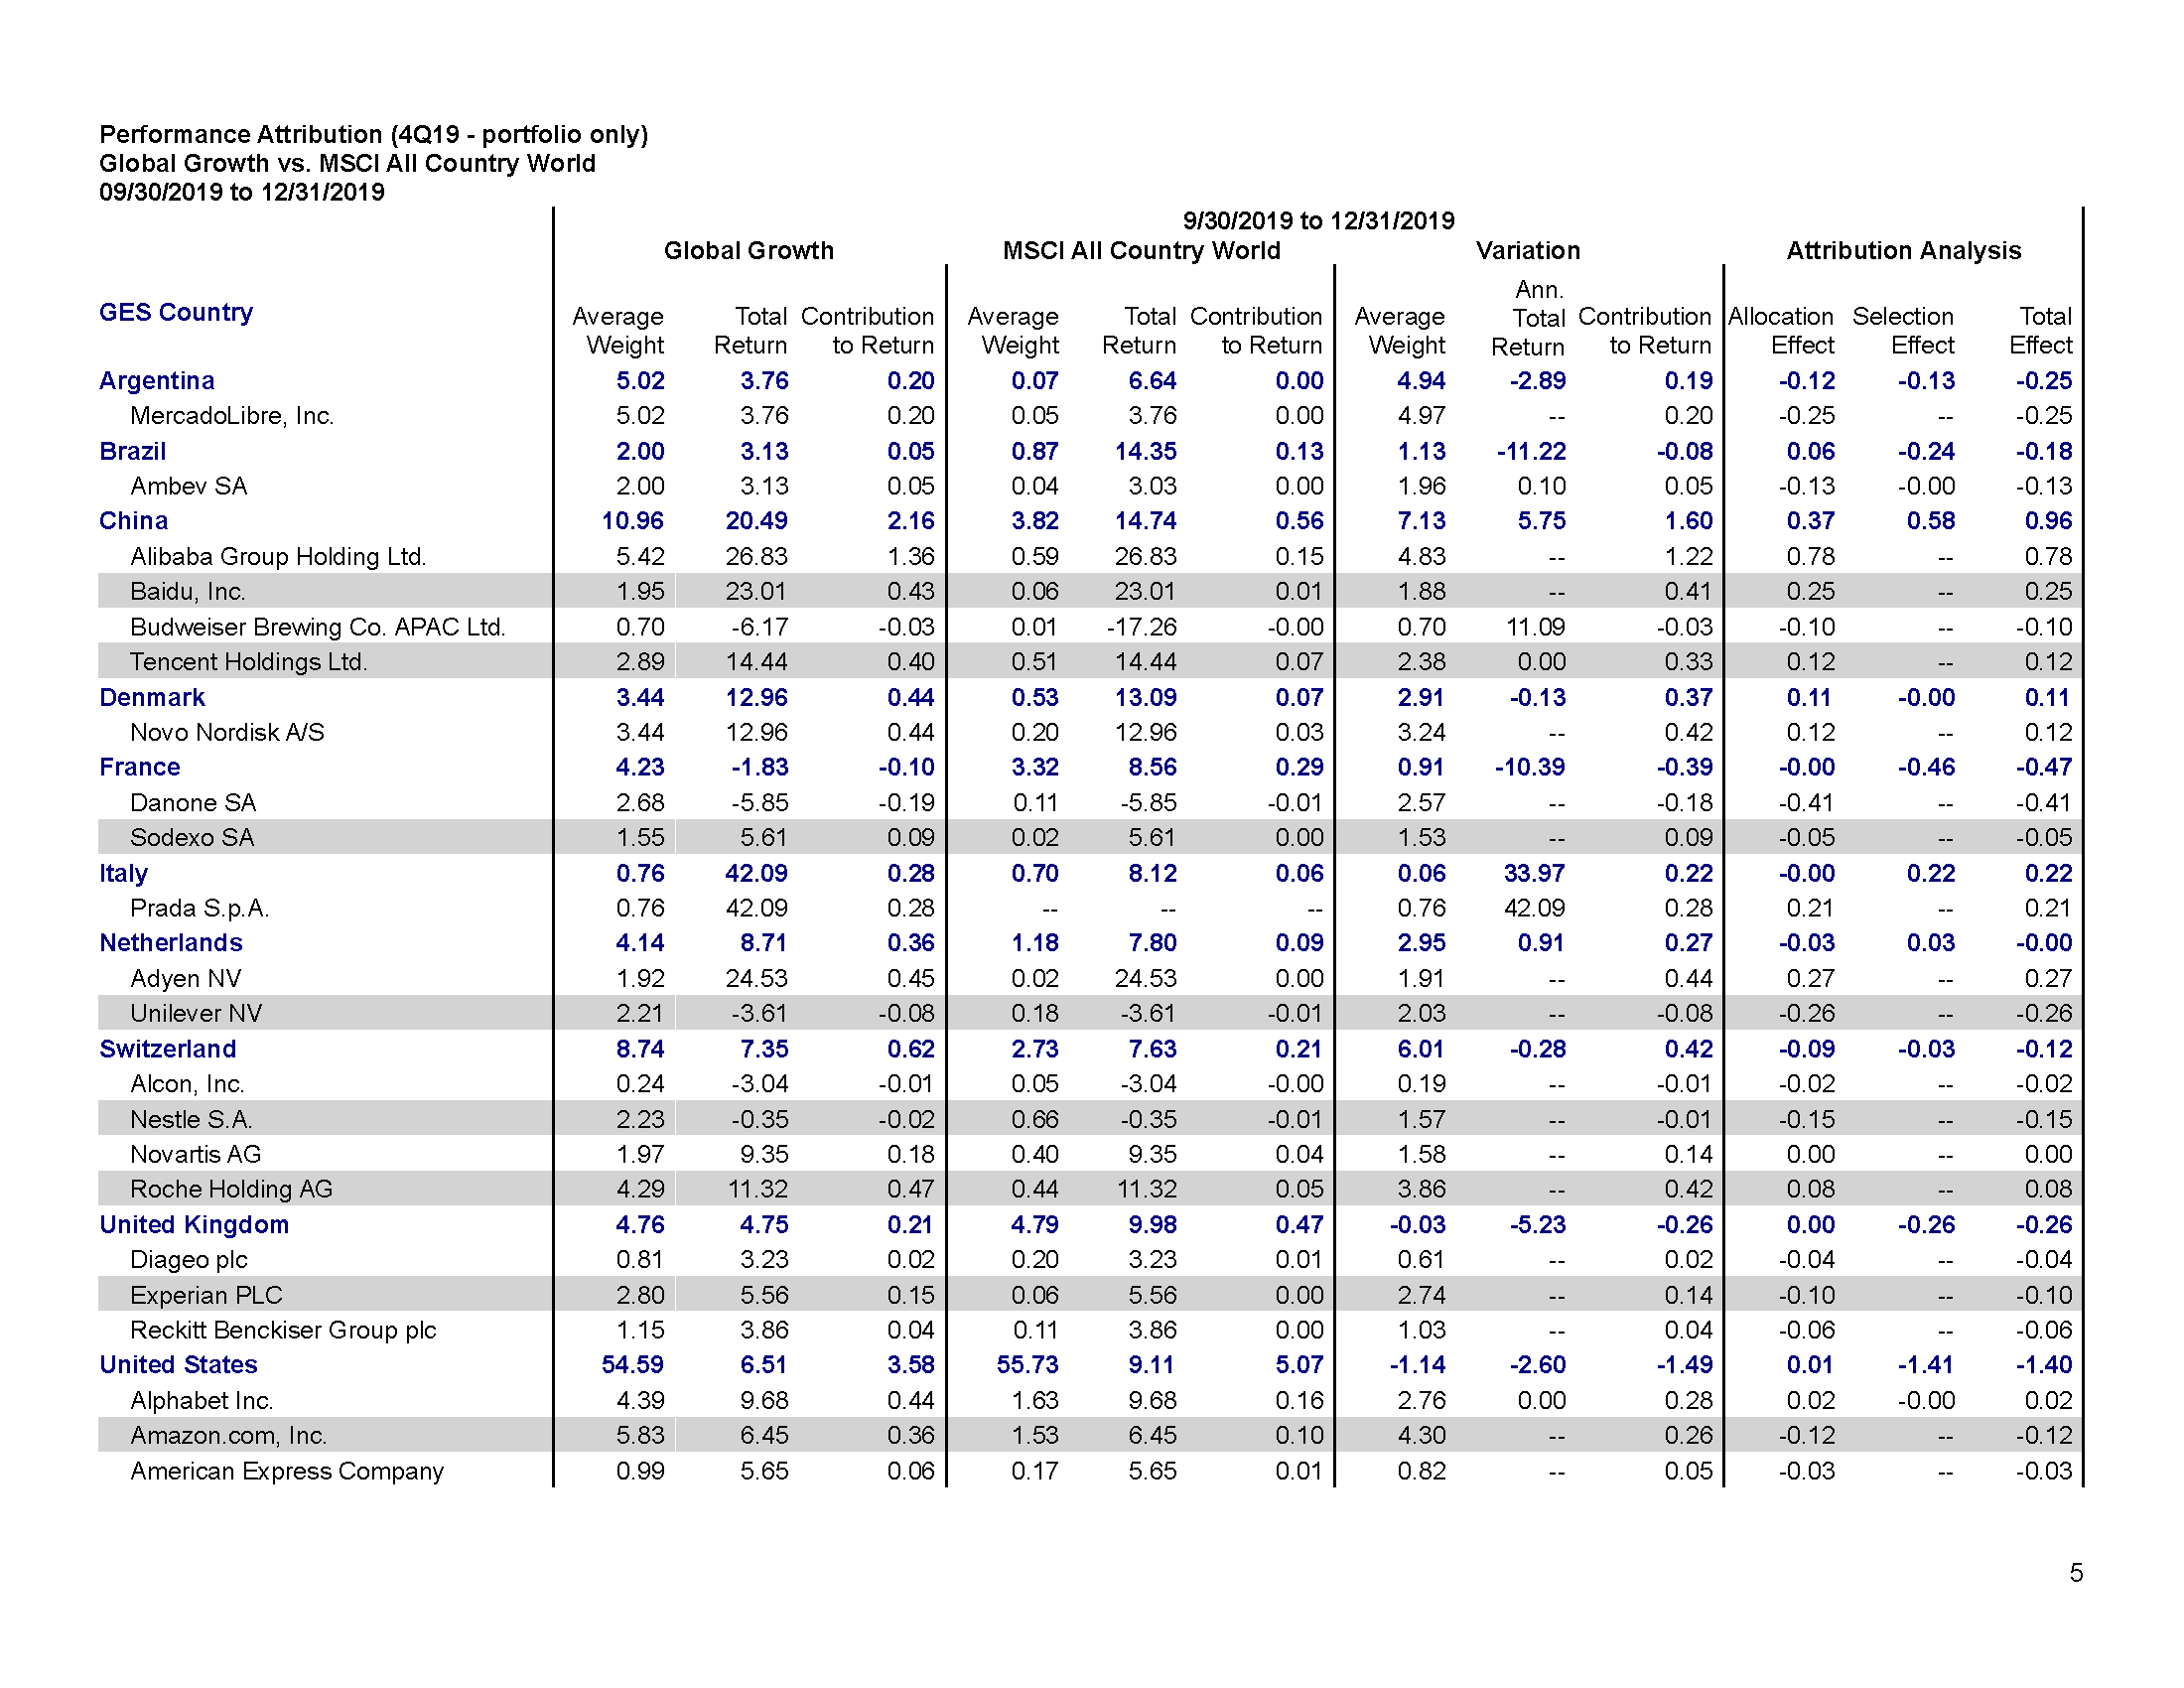 Performance Attribution (4Q19 - portfolio only)
Global Growth vs. MSCI All Country World
09/30/2019 to 12/31/2019
9/30/2019 to 12/31/2019
Global Growth MSCI All Country World Variation Attribution Analysis
GES Country Average Weight Total Return Contribution to Return Average Weight Total Return Contribution to Return Average Weight Ann. Total Return Contribution to Return Allocation Effect Selection Effect Total Effect
Argentina 5.02 3.76 0.20 0.07 6.64 0.00 4.94 -2.89 0.19 -0.12 -0.13 -0.25
MercadoLibre, Inc. 5.02 3.76 0.20 0.05 3.76 0.00 4.97 -- 0.20 -0.25 -- -0.25
Brazil 2.00 3.13 0.05 0.87 14.35 0.13 1.13 -11.22 -0.08 0.06 -0.24 -0.18
Ambev SA 2.00 3.13 0.05 0.04 3.03 0.00 1.96 0.10 0.05 -0.13 -0.00 -0.13
China 10.96 20.49 2.16 3.82 14.74 0.56 7.13 5.75 1.60 0.37 0.58 0.96
Alibaba Group Holding Ltd. 5.42 26.83 1.36 0.59 26.83 0.15 4.83 -- 1.22 0.78 -- 0.78
Baidu, Inc. 1.95 23.01 0.43 0.06 23.01 0.01 1.88 -- 0.41 0.25 -- 0.25
Budweiser Brewing Co. APAC Ltd. 0.70 -6.17 -0.03 0.01 -17.26 -0.00 0.70 11.09 -0.03 -0.10 -- -0.10
Tencent Holdings Ltd. 2.89 14.44 0.40 0.51 14.44 0.07 2.38 0.00 0.33 0.12 -- 0.12
Denmark 3.44 12.96 0.44 0.53 13.09 0.07 2.91 -0.13 0.37 0.11 -0.00 0.11
Novo Nordisk A/S 3.44 12.96 0.44 0.20 12.96 0.03 3.24 -- 0.42 0.12 -- 0.12
France 4.23 -1.83 -0.10 3.32 8.56 0.29 0.91 -10.39 -0.39 -0.00 -0.46 -0.47
Danone SA 2.68 -5.85 -0.19 0.11 -5.85 -0.01 2.57 -- -0.18 -0.41 -- -0.41
Sodexo SA 1.55 5.61 0.09 0.02 5.61 0.00 1.53 -- 0.09 -0.05 -- -0.05
Italy 0.76 42.09 0.28 0.70 8.12 0.06 0.06 33.97 0.22 -0.00 0.22 0.22
Prada S.p.A. 0.76 42.09 0.28 -- -- -- 0.76 42.09 0.28 0.21 -- 0.21
Netherlands 4.14 8.71 0.36 1.18 7.80 0.09 2.95 0.91 0.27 -0.03 0.03 -0.00
Adyen NV 1.92 24.53 0.45 0.02 24.53 0.00 1.91 -- 0.44 0.27 -- 0.27
Unilever NV 2.21 -3.61 -0.08 0.18 -3.61 -0.01 2.03 -- -0.08 -0.26 -- -0.26
Switzerland 8.74 7.35 0.62 2.73 7.63 0.21 6.01 -0.28 0.42 -0.09 -0.03 -0.12
Alcon, Inc. 0.24 -3.04 -0.01 0.05 -3.04 -0.00 0.19 -- -0.01 -0.02 -- -0.02
Nestle S.A. 2.23 -0.35 -0.02 0.66 -0.35 -0.01 1.57 -- -0.01 -0.15 -- -0.15
Novartis AG 1.97 9.35 0.18 0.40 9.35 0.04 1.58 -- 0.14 0.00 -- 0.00
Roche Holding AG 4.29 11.32 0.47 0.44 11.32 0.05 3.86 -- 0.42 0.08 -- 0.08
United Kingdom 4.76 4.75 0.21 4.79 9.98 0.47 -0.03 -5.23 -0.26 0.00 -0.26 -0.26
Diageo plc 0.81 3.23 0.02 0.20 3.23 0.01 0.61 -- 0.02 -0.04 -- -0.04
Experian PLC 2.80 5.56 0.15 0.06 5.56 0.00 2.74 -- 0.14 -0.10 -- -0.10
Reckitt Benckiser Group plc 1.15 3.86 0.04 0.11 3.86 0.00 1.03 -- 0.04 -0.06 -- -0.06
United States 54.59 6.51 3.58 55.73 9.11 5.07 -1.14 -2.60 -1.49 0.01 -1.41 -1.40
Alphabet Inc. 4.39 9.68 0.44 1.63 9.68 0.16 2.76 0.00 0.28 0.02 -0.00 0.02
Amazon.com, Inc. 5.83 6.45 0.36 1.53 6.45 0.10 4.30 -- 0.26 -0.12 -- -0.12
American Express Company 0.99 5.65 0.06 0.17 5.65 0.01 0.82 -- 0.05 -0.03 -- -0.03
5